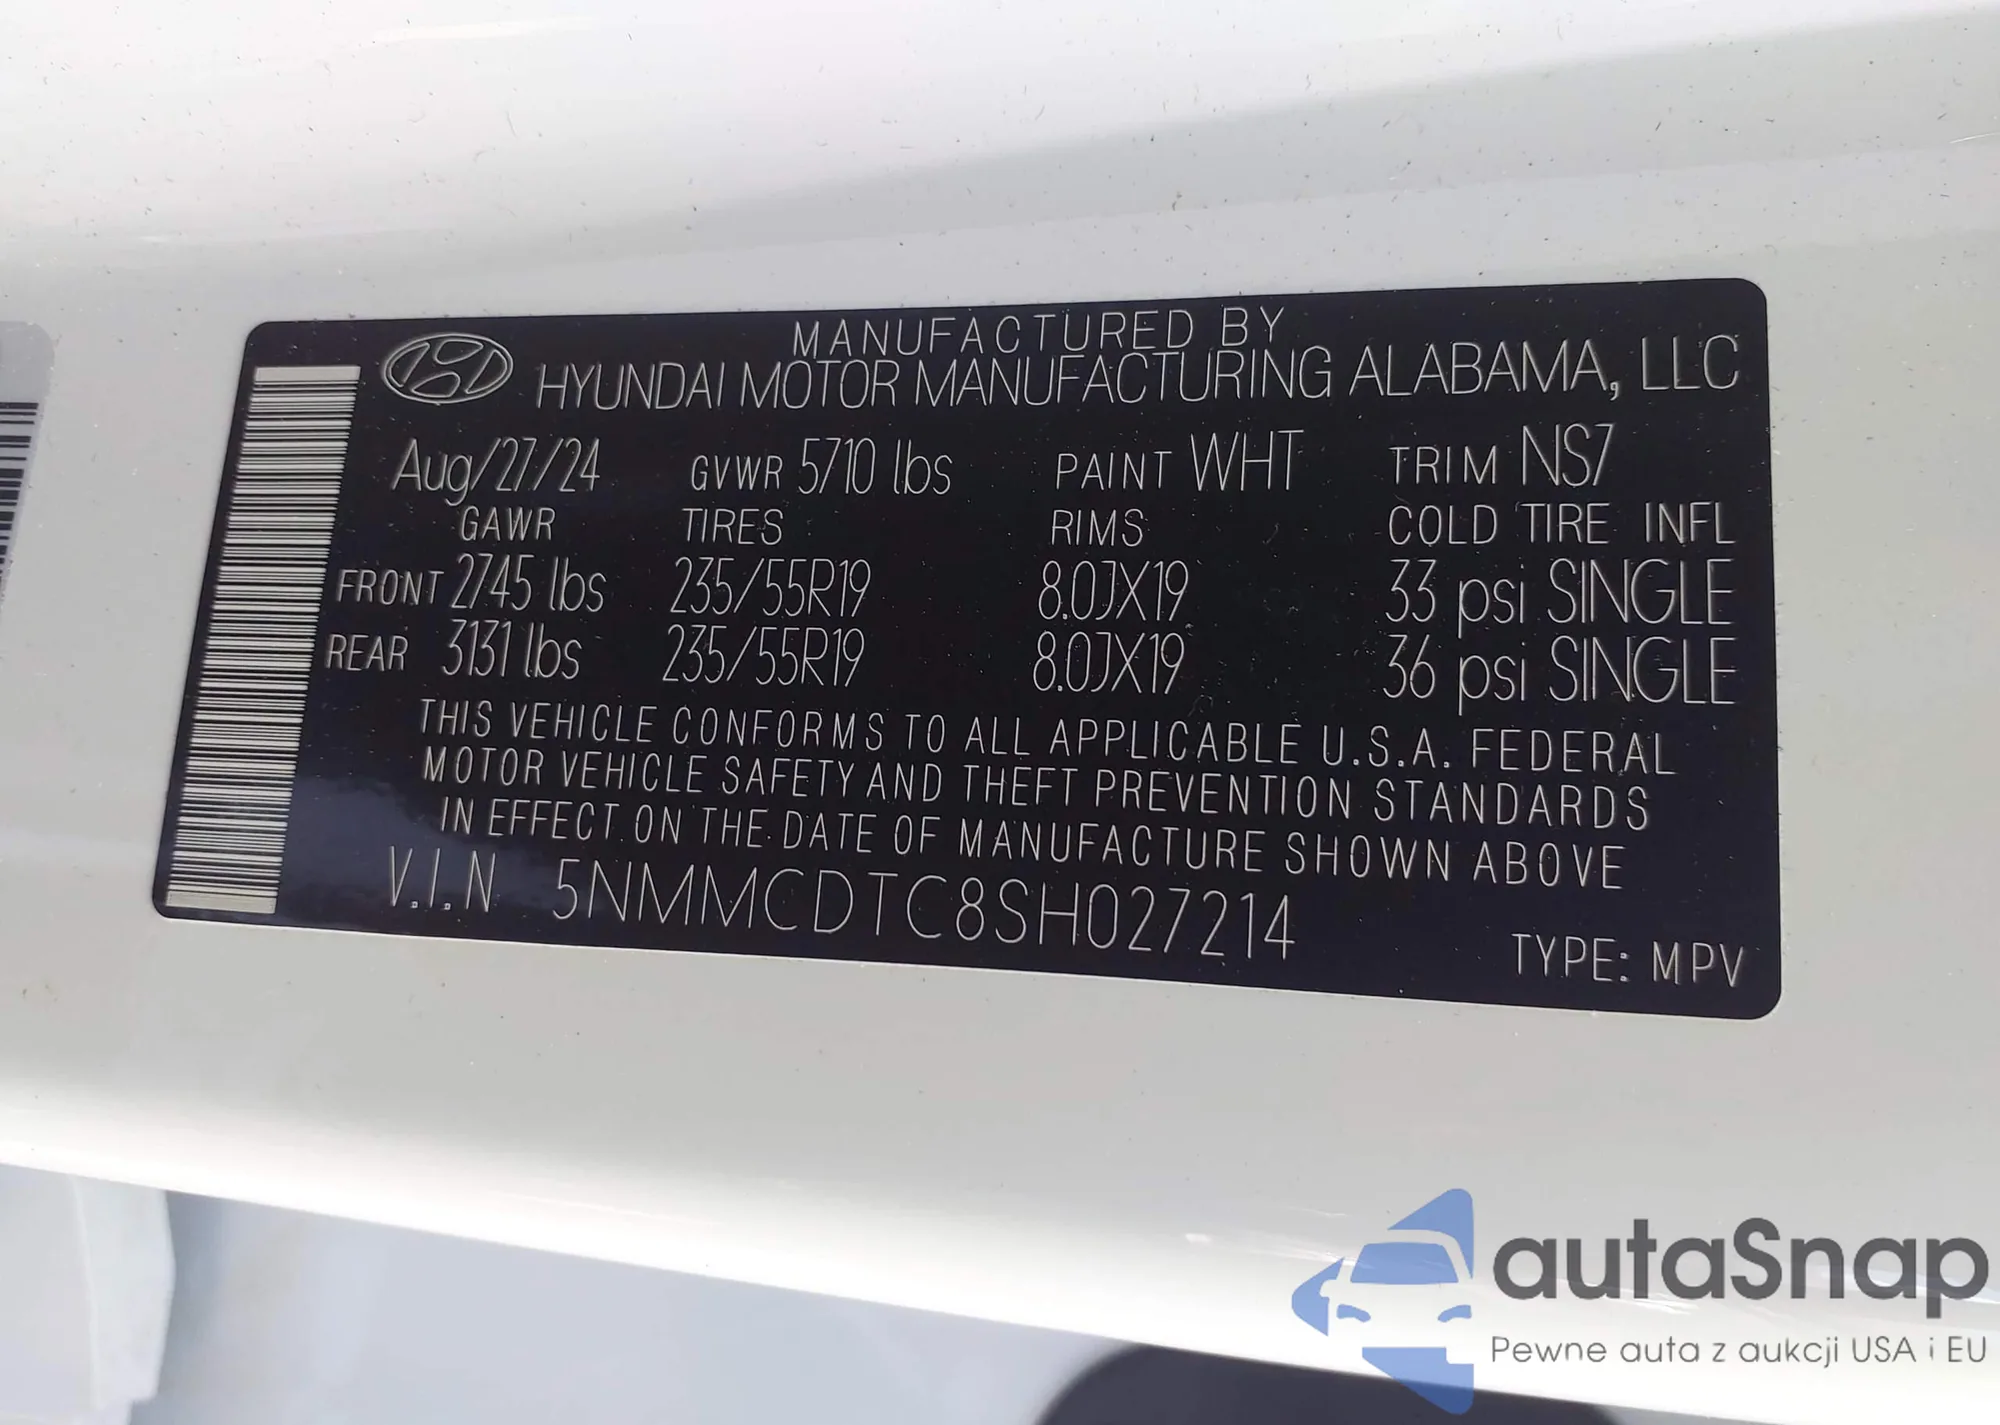 MANUFACTURED BY
HYUNDAI MOTOR MANUFACTURING ALABAMA, LLC
Aug/27/24 GVWR 5710 lbs PAINT WHT TRIM NS7
GAWR TIRES RIMS COLD TIRE INFL
FRONT 2745 lbs 235/55R19 8.0JX19 33 psi SINGLE
REAR 3131 lbs 235/55R19 8.0JX19 36 psi SINGLE
THIS VEHICLE CONFORMS TO ALL APPLICABLE U.S.A. FEDERAL
MOTOR VEHICLE SAFETY AND THEFT PREVENTION STANDARDS
IN EFFECT ON THE DATE OF MANUFACTURE SHOWN ABOVE
V.I.N 5NMMCDTC8SH027214
TYPE: MPV
autaSnap
Pewne auta z aukcji USA i EU